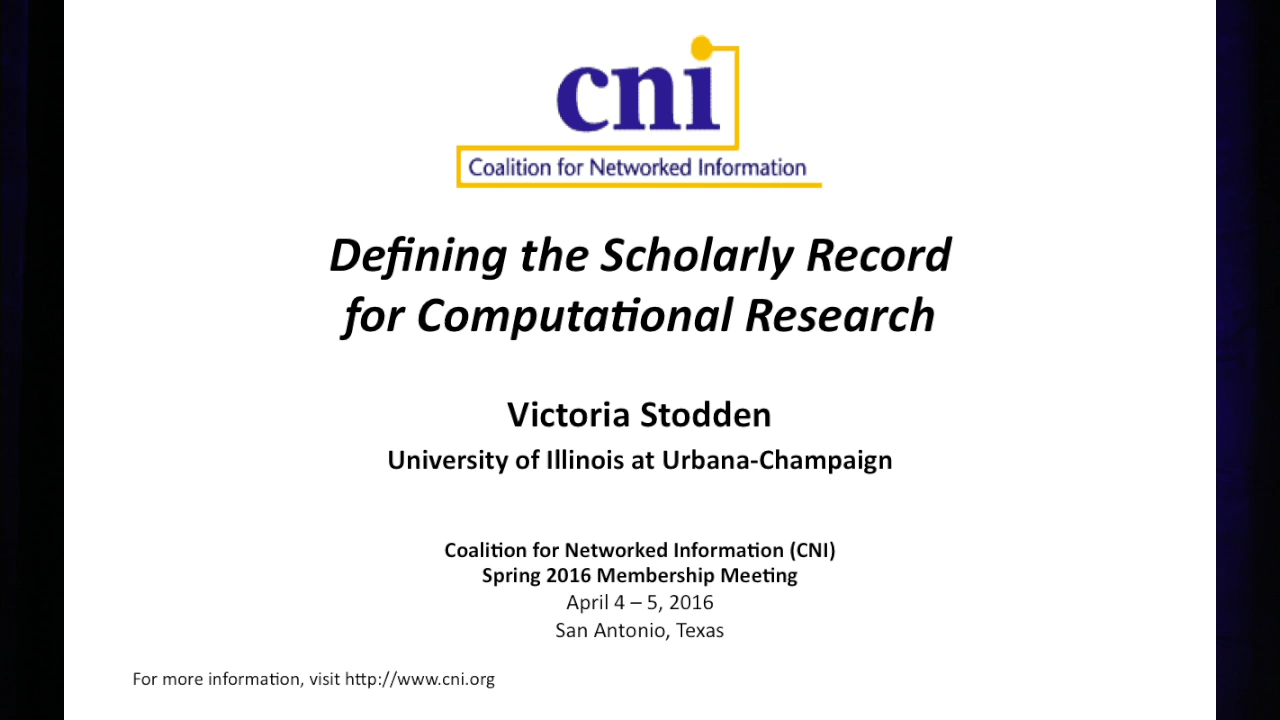 cni
Coalition for Networked Information
Defining the Scholarly Record
for Computational Research
Victoria Stodden
University of Illinois at Urbana-Champaign
Coalition for Networked Information (CNI)
Spring 2016 Membership Meeting
April 4 – 5, 2016
San Antonio, Texas
For more information, visit http://www.cni.org